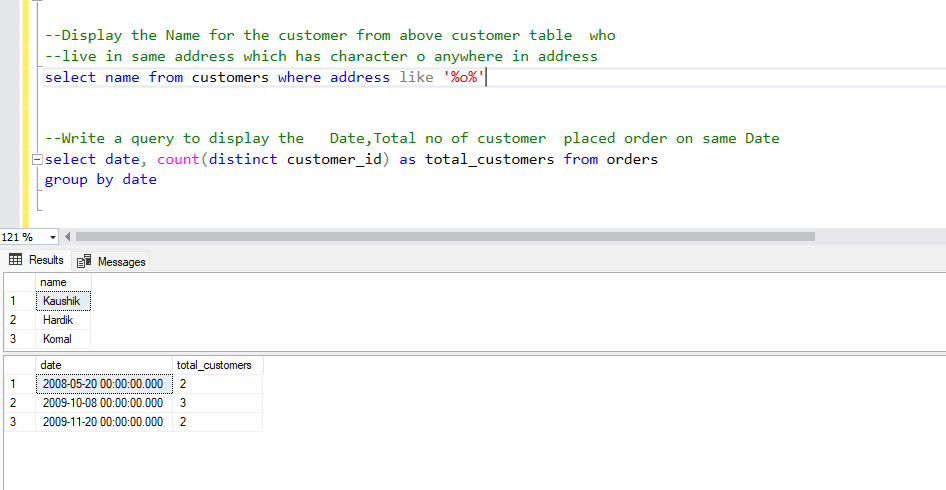 --Display the Name for the customer from above customer table  who
--live in same address which has character o anywhere in address
select name from customers where address like '%o%'
--Write a query to display the   Date,Total no of customer  placed order on same Date
select date, count(distinct customer_id) as total_customers from orders
group by date
121 %
Results Messages
name
1 Kaushik
2 Hardik
3 Komal
date total_customers
1 2008-05-20 00:00:00.000 2
2 2009-10-08 00:00:00.000 3
3 2009-11-20 00:00:00.000 2